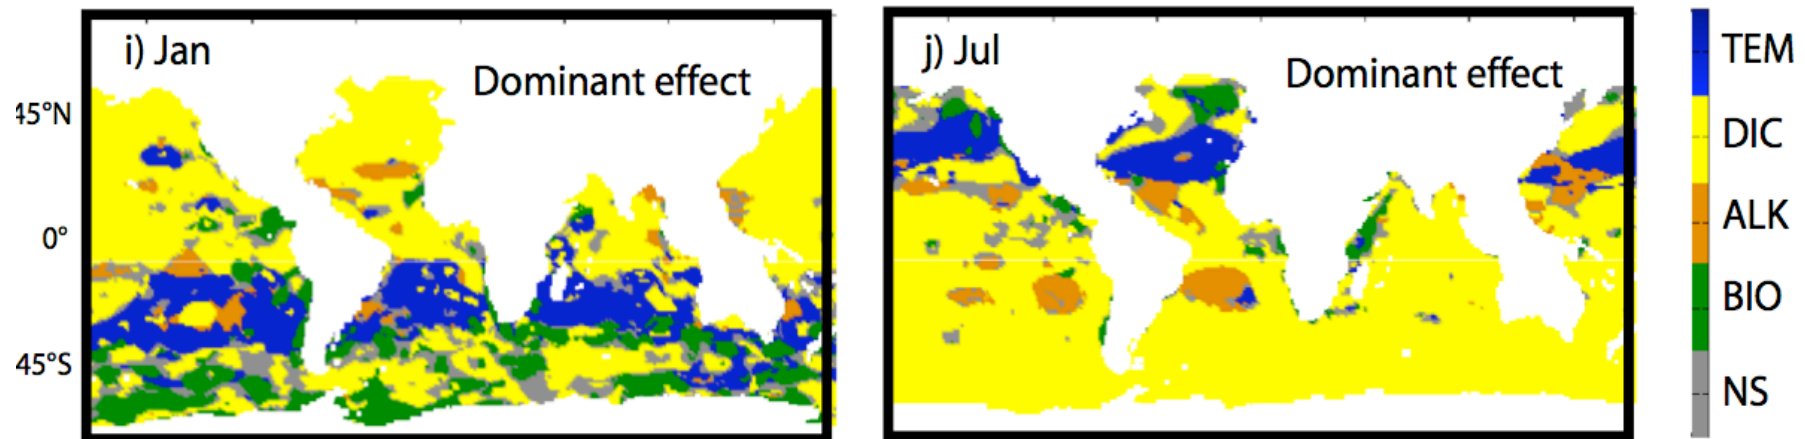 i) Jan
Dominant effect
45°N
0°
45°S
j) Jul
Dominant effect
TEM
DIC
ALK
BIO
NS